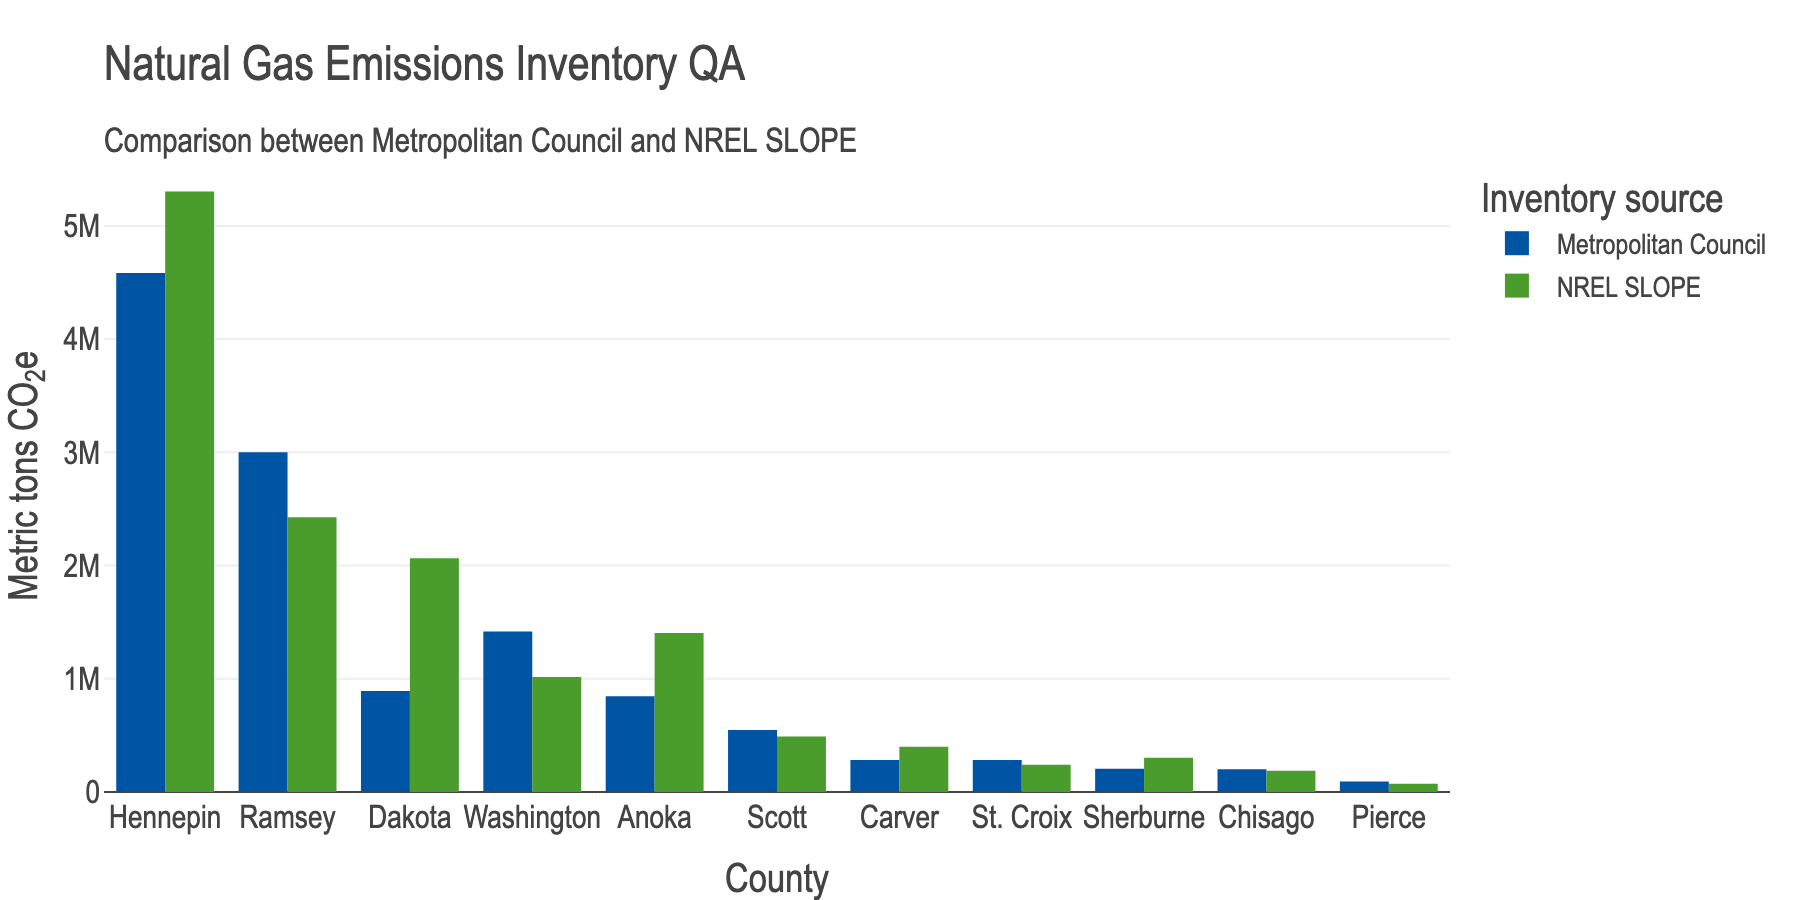 Natural Gas Emissions Inventory QA
Comparison between Metropolitan Council and NREL SLOPE
Inventory source
Metropolitan Council
NREL SLOPE
Metric tons CO₂e
5M
4M
3M
2M
1M
0
Hennepin Ramsey Dakota Washington Anoka Scott Carver St. Croix Sherburne Chisago Pierce
County